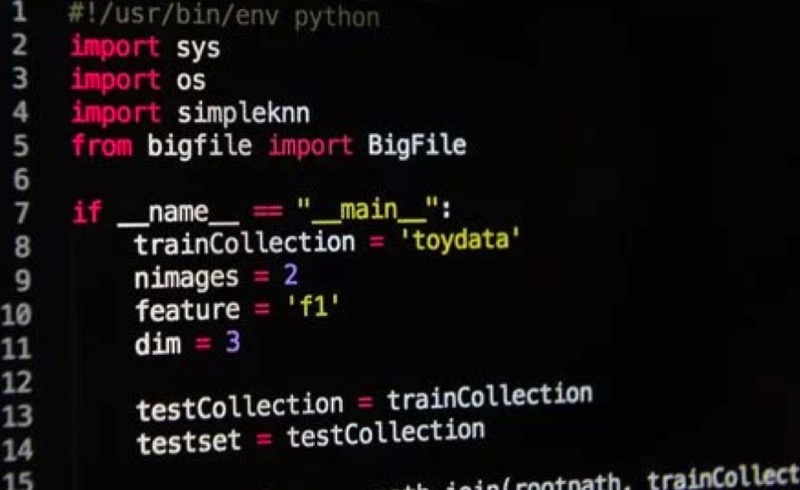 1 #!/usr/bin/env python
2 import sys
3 import os
4 import simpleknn
5 from bigfile import BigFile
6
7 if __name__ == "__main__":
8 trainCollection = 'toydata'
9 nimages = 2
10 feature = 'f1'
11 dim = 3
12
13 testCollection = trainCollection
14 testset = testCollection
15 join(rootpath, trainCollect